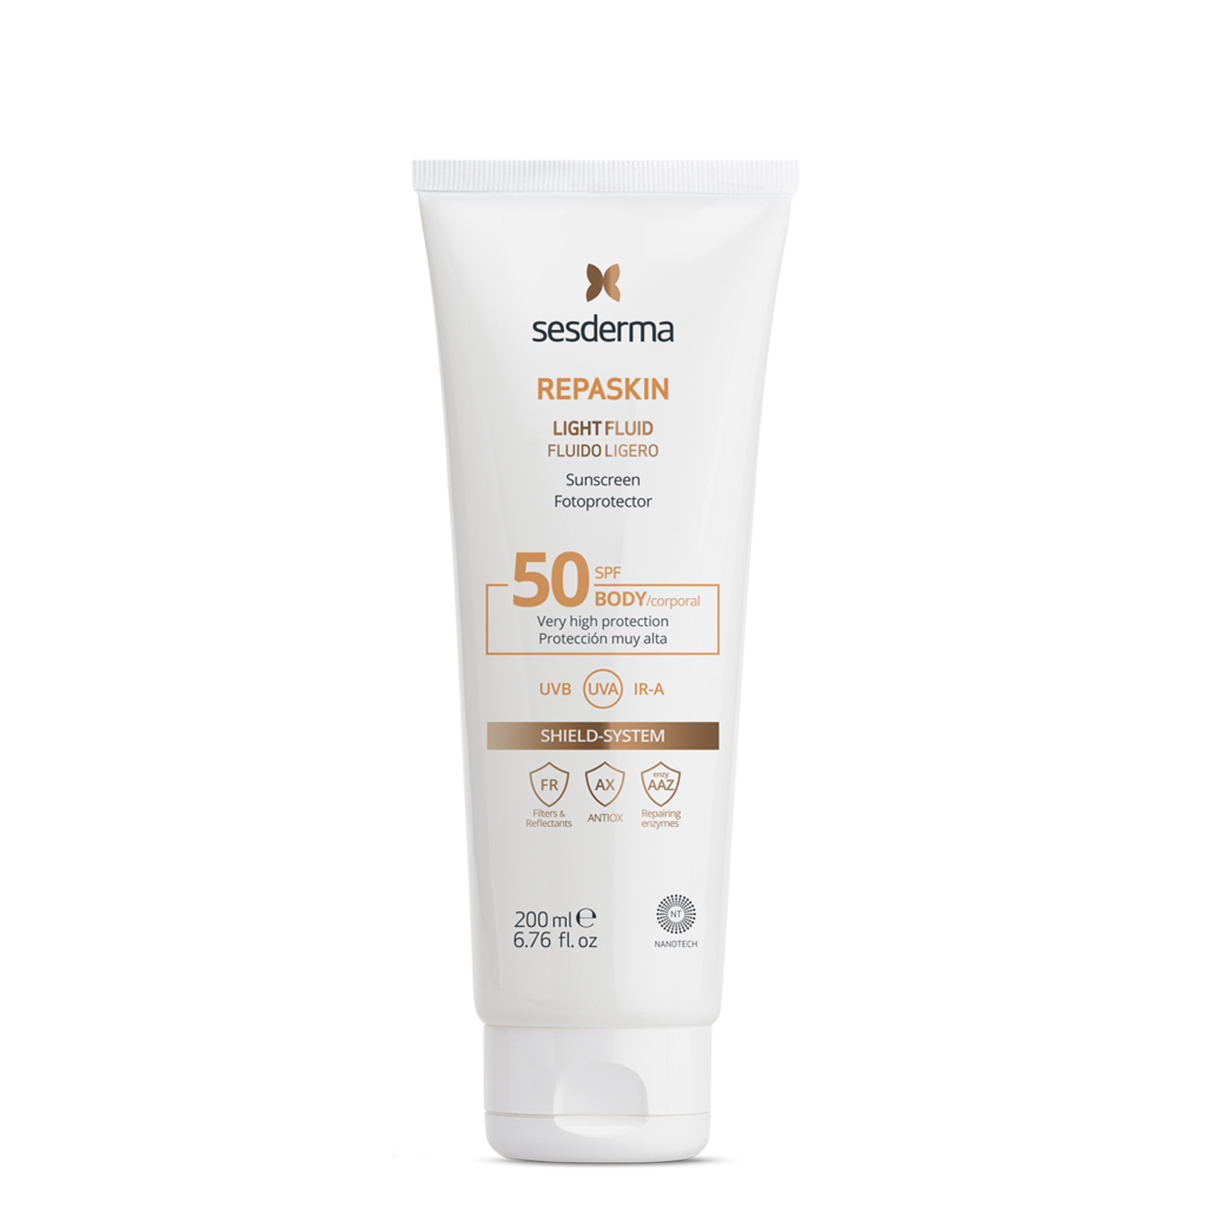 sesderma
REPASKIN
LIGHT FLUID
FLUIDO LIGERO
Sunscreen
Fotoprotector
50 SPF
BODY/corporal
Very high protection
Protección muy alta
UVB UVA IR-A
SHIELD-SYSTEM
FR AX enzy AAZ
Filters & Reflectants
ANTIOX
Repairing enzymes
200 ml ℮
6.76 fl. oz
NT
NANOTECH